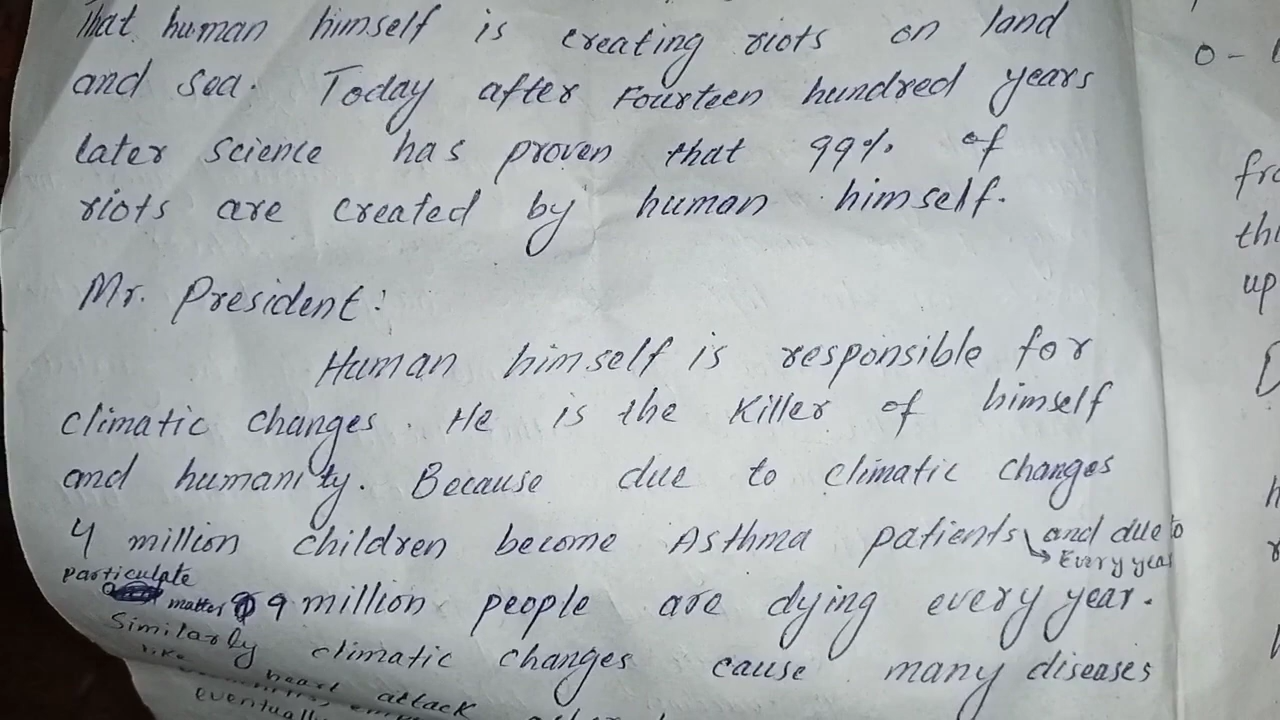 That human himself is creating riots on land
and sea. Today after Fourteen hundred years
later science has proven that 99% of
riots are created by human himself.
Mr. President:
Human himself is responsible for
climatic changes. He is the Killer of himself
and humanity. Because due to climatic changes
4 million children become Asthma patients and due to
Every year
particulate
matter 9 million people are dying every year.
Similarly climatic changes cause many diseases
like heart attack
eventually
0 -
up